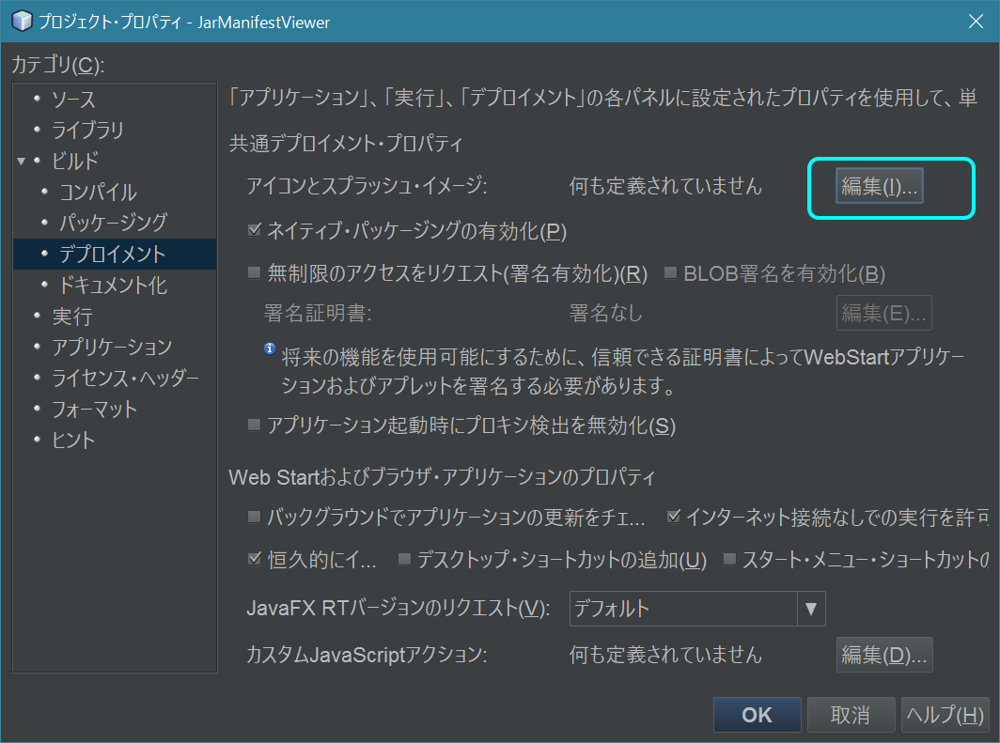 プロジェクト・プロパティ - JarManifestViewer
カテゴリ(C):
ソース
ライブラリ
ビルド
コンパイル
パッケージング
デプロイメント
ドキュメント化
実行
アプリケーション
ライセンス・ヘッダー
フォーマット
ヒント
「アプリケーション」、「実行」、「デプロイメント」の各パネルに設定されたプロパティを使用して、単
共通デプロイメント・プロパティ
アイコンとスプラッシュ・イメージ: 何も定義されていません 編集(I)...
ネイティブ・パッケージングの有効化(P)
無制限のアクセスをリクエスト(署名有効化)(R) BLOB署名を有効化(B)
署名証明書: 署名なし 編集(E)...
将来の機能を使用可能にするために、信頼できる証明書によってWebStartアプリケー
ションおよびアプレットを署名する必要があります。
アプリケーション起動時にプロキシ検出を無効化(S)
Web Startおよびブラウザ・アプリケーションのプロパティ
バックグラウンドでアプリケーションの更新をチェ... インターネット接続なしでの実行を許可
恒久的にイ... デスクトップ・ショートカットの追加(U) スタート・メニュー・ショートカットの
JavaFX RTバージョンのリクエスト(V): デフォルト
カスタムJavaScriptアクション: 何も定義されていません 編集(D)...
OK 取消 ヘルプ(H)